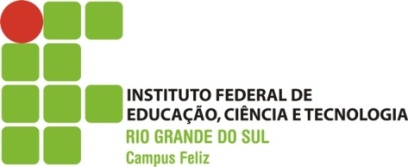 INSTITUTO FEDERAL DE
EDUCAÇÃO, CIÊNCIA E TECNOLOGIA
RIO GRANDE DO SUL
Campus Feliz